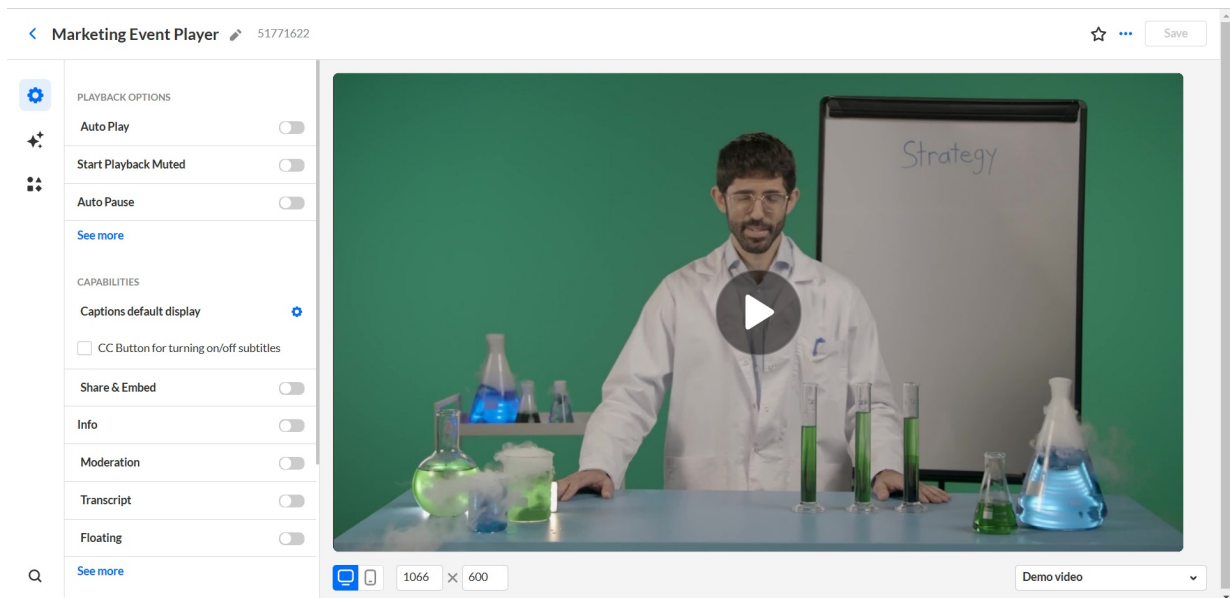 Marketing Event Player 51771622
Save
PLAYBACK OPTIONS
Auto Play
Start Playback Muted
Auto Pause
See more
CAPABILITIES
Captions default display
CC Button for turning on/off subtitles
Share & Embed
Info
Moderation
Transcript
Floating
See more
Strategy
1066 × 600
Demo video